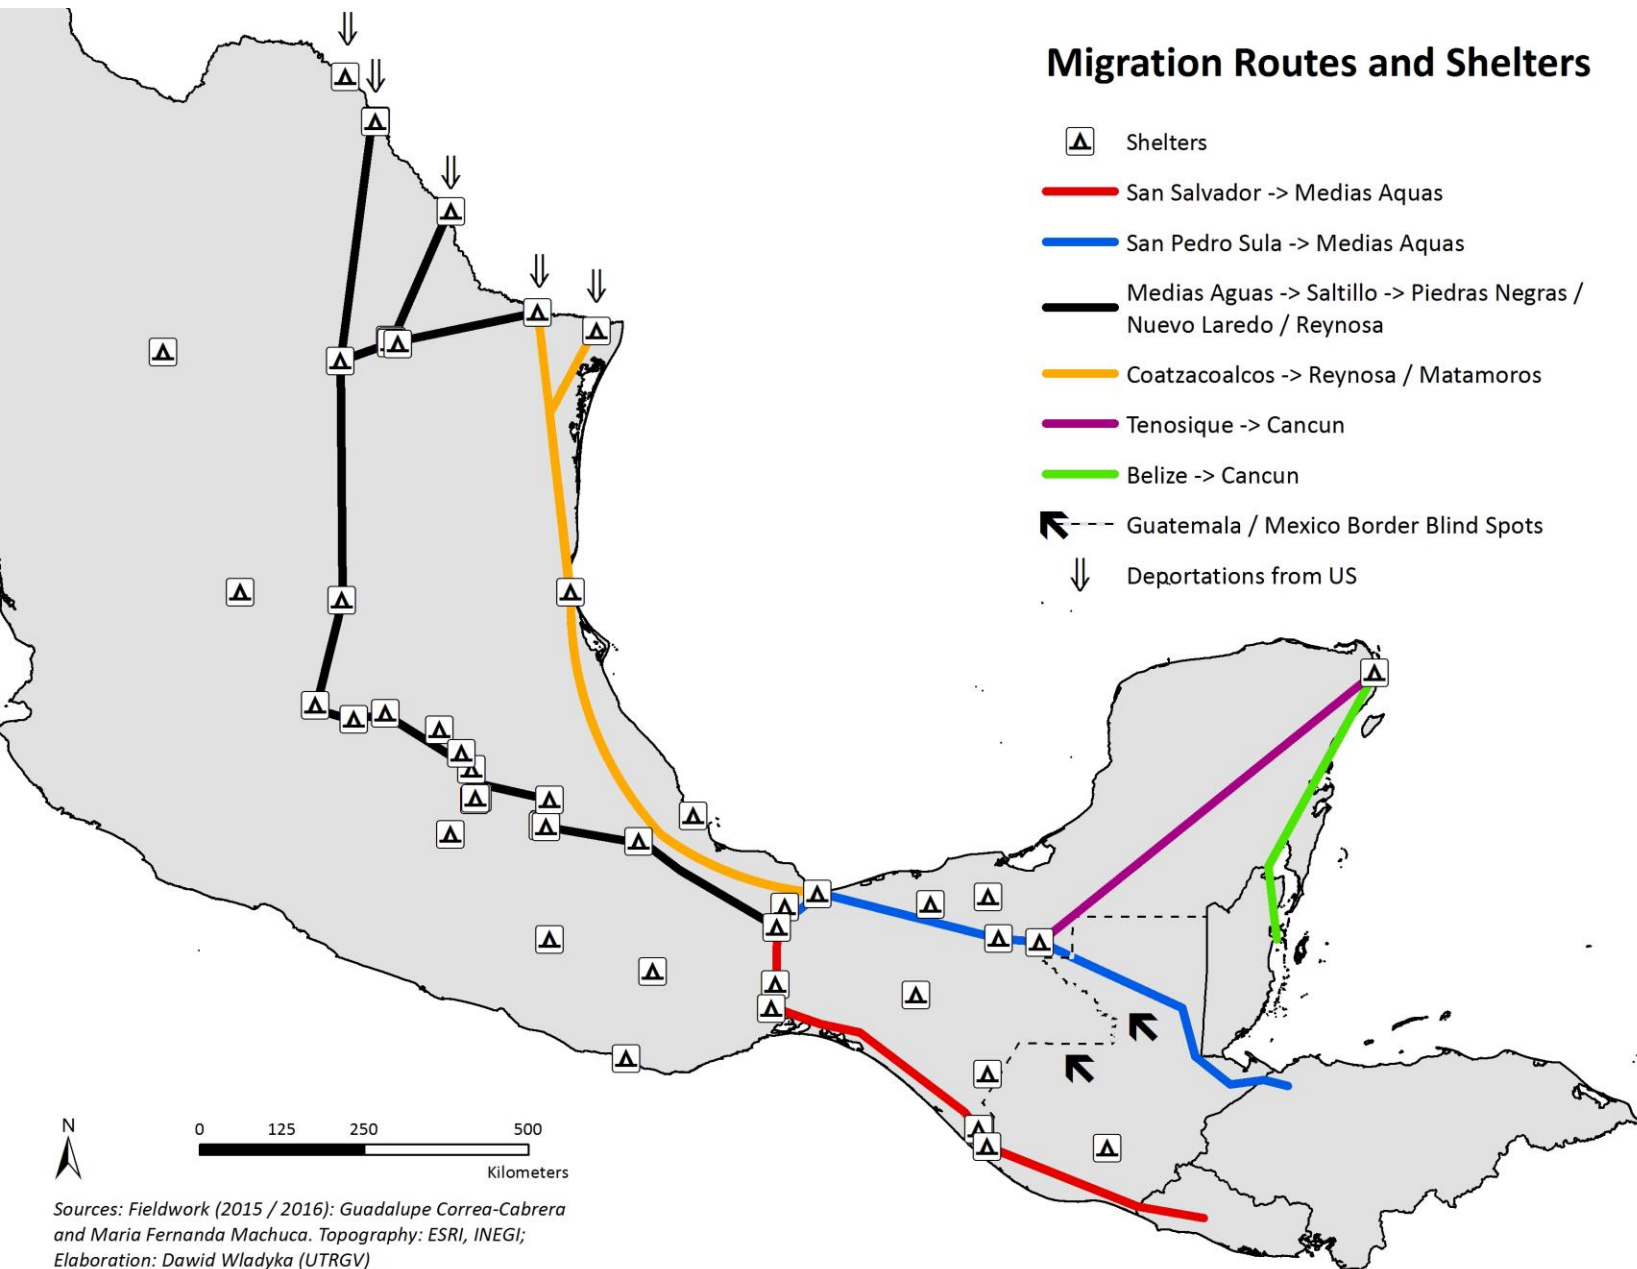 Migration Routes and Shelters
Shelters
San Salvador -> Medias Aquas
San Pedro Sula -> Medias Aquas
Medias Aguas -> Saltillo -> Piedras Negras /
Nuevo Laredo / Reynosa
Coatzacoalcos -> Reynosa / Matamoros
Tenosique -> Cancun
Belize -> Cancun
Guatemala / Mexico Border Blind Spots
Deportations from US
N
0 125 250 500
Kilometers
Sources: Fieldwork (2015 / 2016): Guadalupe Correa-Cabrera
and Maria Fernanda Machuca. Topography: ESRI, INEGI;
Elaboration: Dawid Wladyka (UTRGV)